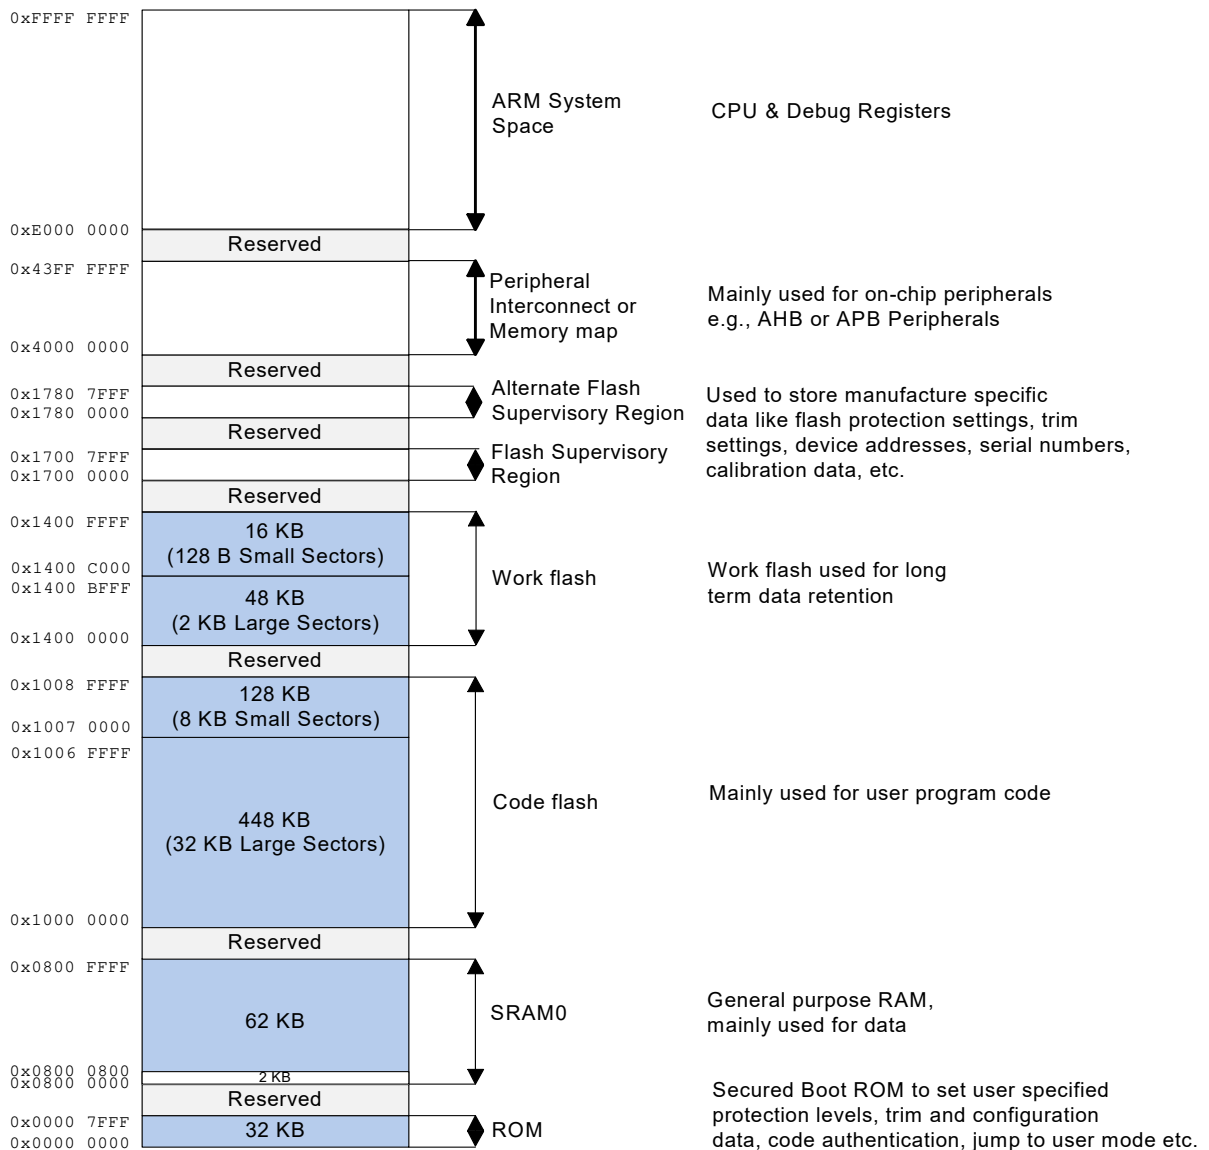 0xFFFF FFFF
ARM System
Space
CPU & Debug Registers
0xE000 0000
Reserved
0x43FF FFFF
Peripheral
Interconnect or
Memory map
Mainly used for on-chip peripherals
e.g., AHB or APB Peripherals
0x4000 0000
Reserved
0x1780 7FFF
0x1780 0000
Alternate Flash
Supervisory Region
Used to store manufacture specific
data like flash protection settings, trim
settings, device addresses, serial numbers,
calibration data, etc.
Reserved
0x1700 7FFF
0x1700 0000
Flash Supervisory
Region
Reserved
0x1400 FFFF
16 KB
(128 B Small Sectors)
0x1400 C000
0x1400 BFFF
48 KB
(2 KB Large Sectors)
Work flash
Work flash used for long
term data retention
0x1400 0000
Reserved
0x1008 FFFF
128 KB
(8 KB Small Sectors)
0x1007 0000
0x1006 FFFF
448 KB
(32 KB Large Sectors)
Code flash
Mainly used for user program code
0x1000 0000
Reserved
0x0800 FFFF
62 KB
SRAM0
General purpose RAM,
mainly used for data
0x0800 0800
0x0800 0000
2 KB
Reserved
0x0000 7FFF
0x0000 0000
32 KB
ROM
Secured Boot ROM to set user specified
protection levels, trim and configuration
data, code authentication, jump to user mode etc.